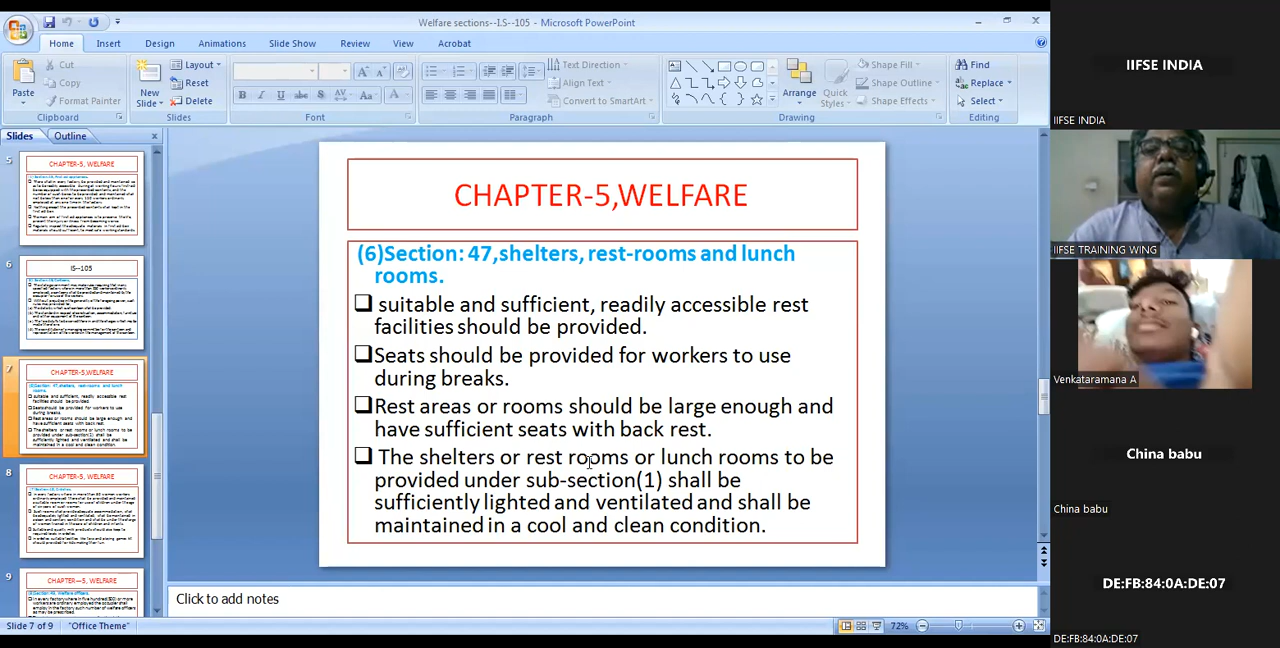 Welfare sections--I.S--105 - Microsoft PowerPoint
Home Insert Design Animations Slide Show Review View Acrobat
Cut
Copy
Format Painter
Paste
Clipboard
New Slide
Layout
Reset
Delete
Slides
Font
Text Direction
Align Text
Convert to SmartArt
Paragraph
Arrange
Quick Styles
Shape Fill
Shape Outline
Shape Effects
Drawing
Find
Replace
Select
Editing
Slides Outline
5
CHAPTER-5, WELFARE
6
IS--105
7
CHAPTER-5,WELFARE
8
CHAPTER-5, WELFARE
9
CHAPTER—5, WELFARE
CHAPTER-5,WELFARE
(6)Section: 47,shelters, rest-rooms and lunch
rooms.
suitable and sufficient, readily accessible rest
facilities should be provided.
Seats should be provided for workers to use
during breaks.
Rest areas or rooms should be large enough and
have sufficient seats with back rest.
The shelters or rest rooms or lunch rooms to be
provided under sub-section(1) shall be
sufficiently lighted and ventilated and shall be
maintained in a cool and clean condition.
Click to add notes
Slide 7 of 9 "Office Theme" 72%
IIFSE INDIA
IIFSE INDIA
IIFSE TRAINING WING
Venkataramana A
China babu
China babu
DE:FB:84:0A:DE:07
DE:FB:84:0A:DE:07